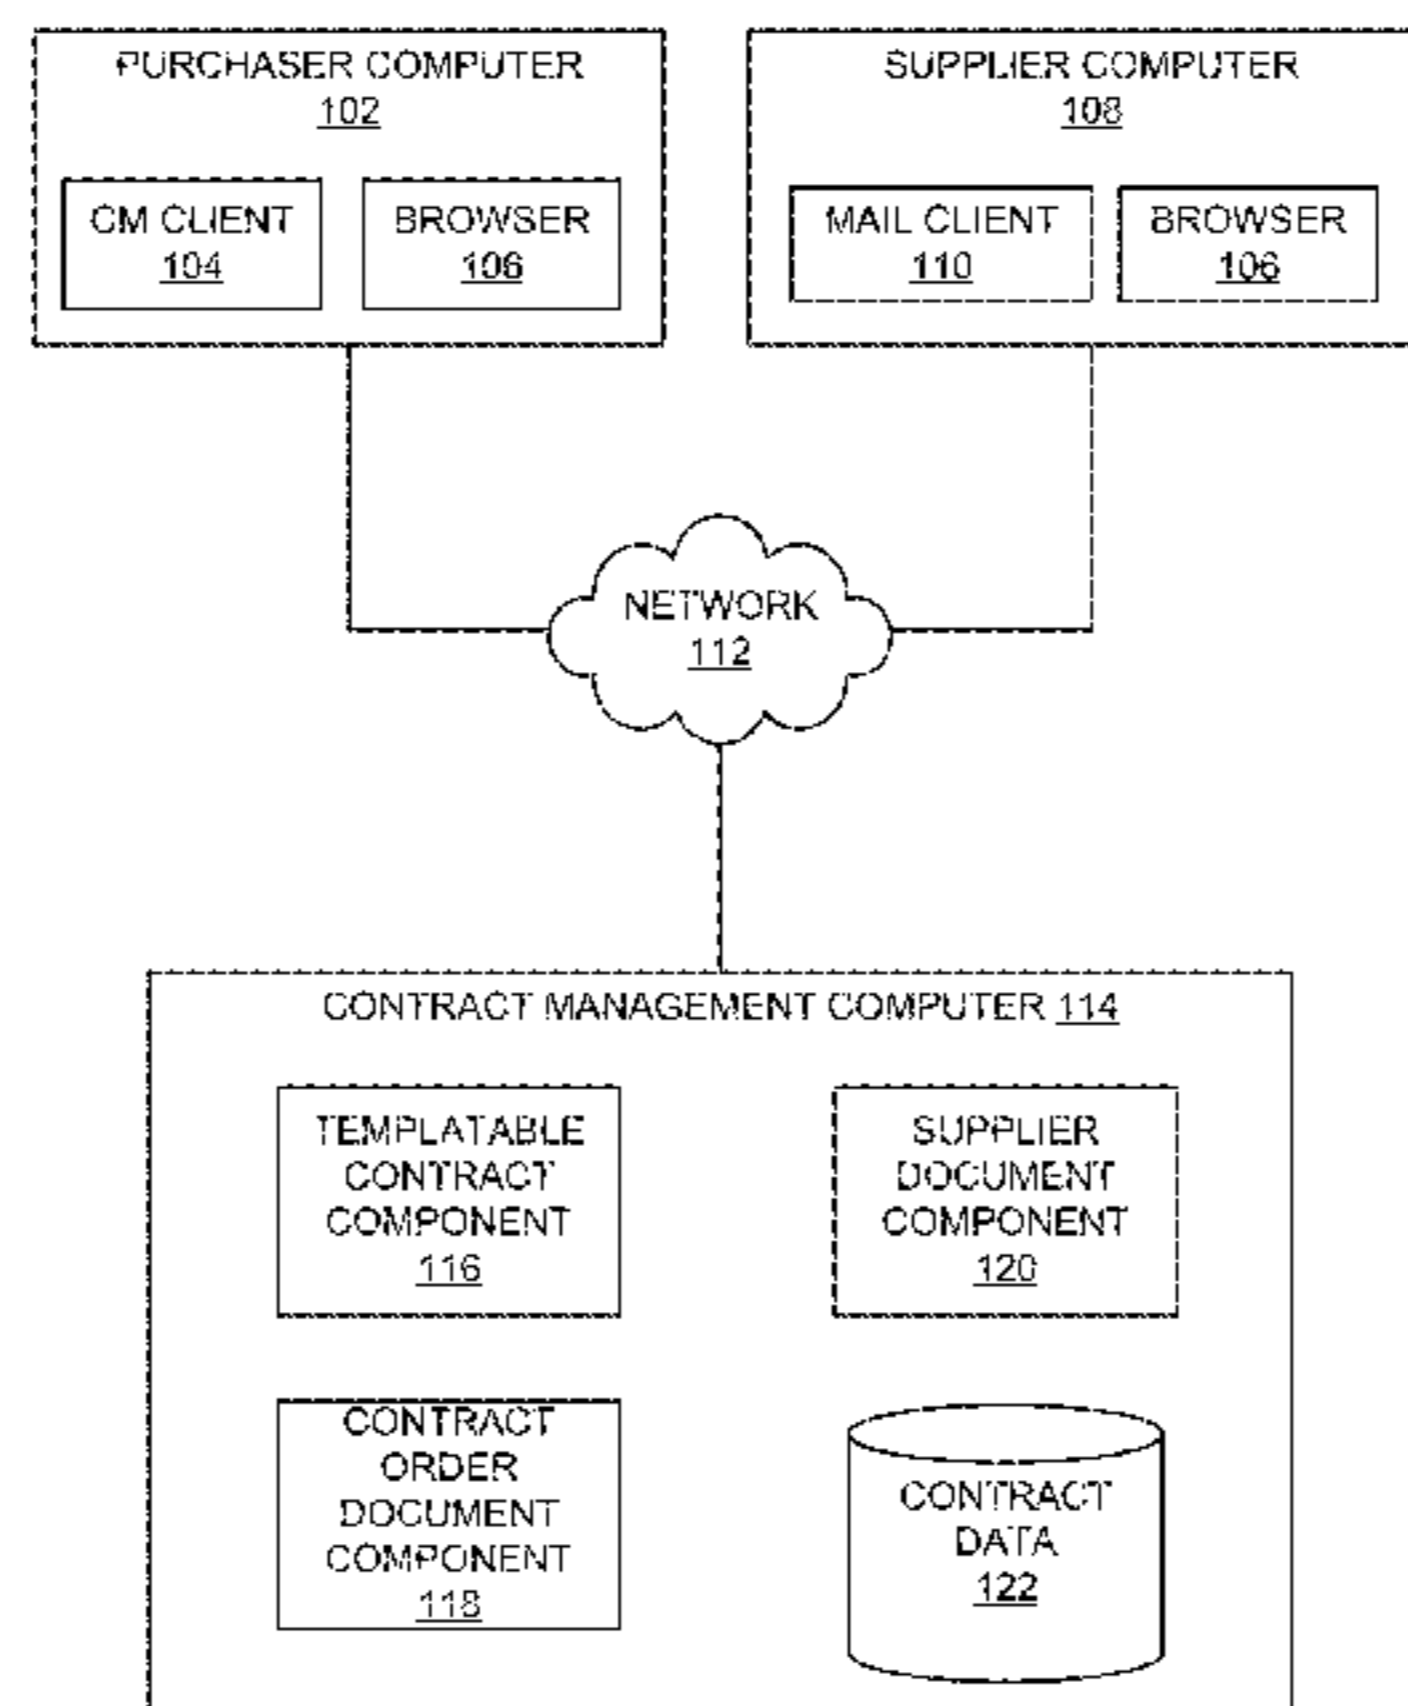 PURCHASER COMPUTER
102
CM CLIENT
104
BROWSER
106
SUPPLIER COMPUTER
108
MAIL CLIENT
110
BROWSER
106
NETWORK
112
CONTRACT MANAGEMENT COMPUTER 114
TEMPLATABLE
CONTRACT
COMPONENT
116
SUPPLIER
DOCUMENT
COMPONENT
120
CONTRACT
ORDER
DOCUMENT
COMPONENT
118
CONTRACT
DATA
122